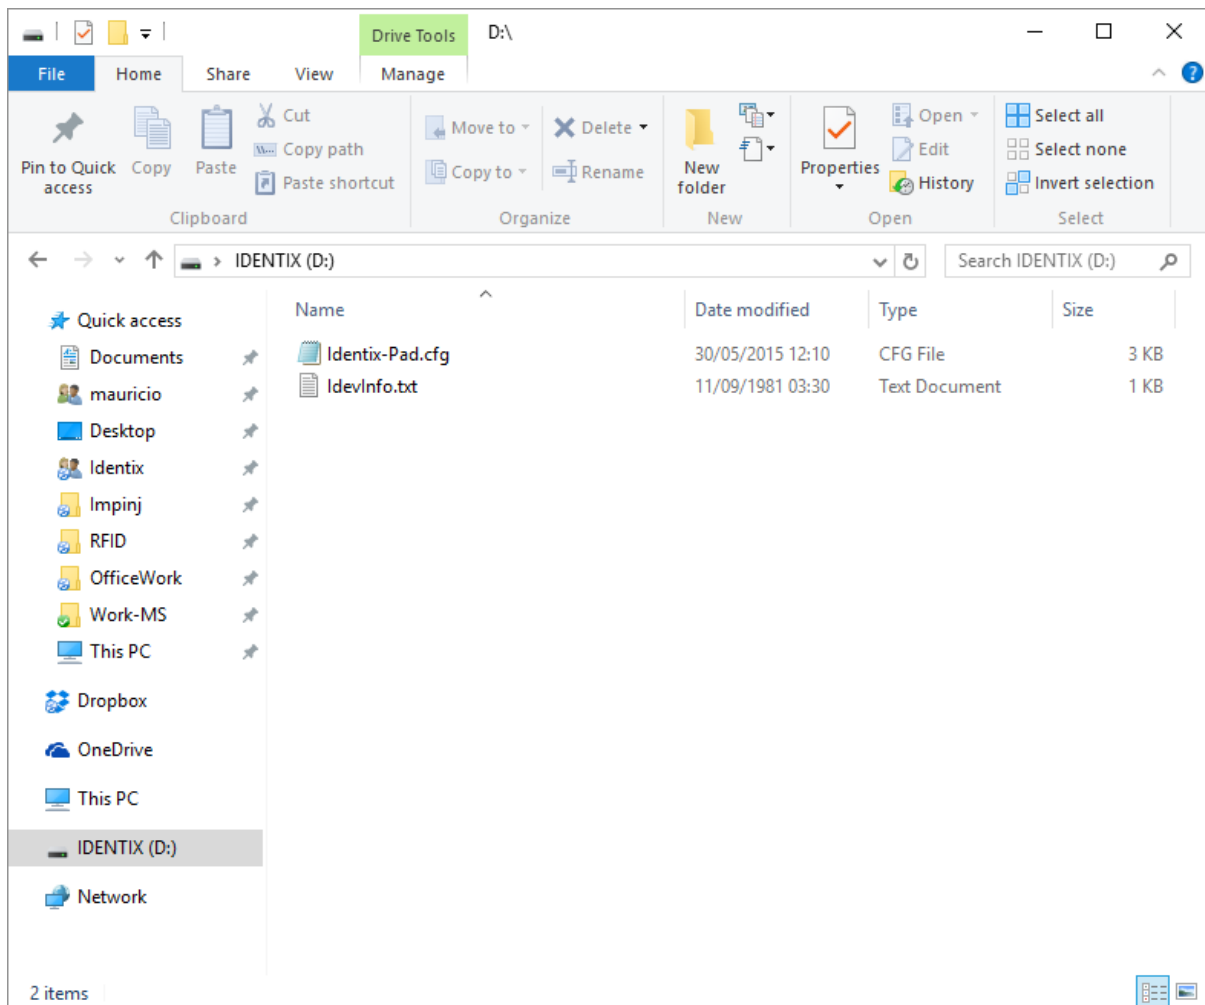 Drive Tools D:\
File Home Share View Manage
Pin to Quick access
Copy
Paste
Cut
Copy path
Paste shortcut
Clipboard
Move to
Copy to
Delete
Rename
Organize
New folder
New
Properties
Open
Edit
History
Open
Select all
Select none
Invert selection
Select
IDENTIX (D:)
Search IDENTIX (D:)
Quick access
Documents
mauricio
Desktop
Identix
Impinj
RFID
OfficeWork
Work-MS
This PC
Dropbox
OneDrive
This PC
IDENTIX (D:)
Network
Name Date modified Type Size
Identix-Pad.cfg 30/05/2015 12:10 CFG File 3 KB
IdevInfo.txt 11/09/1981 03:30 Text Document 1 KB
2 items